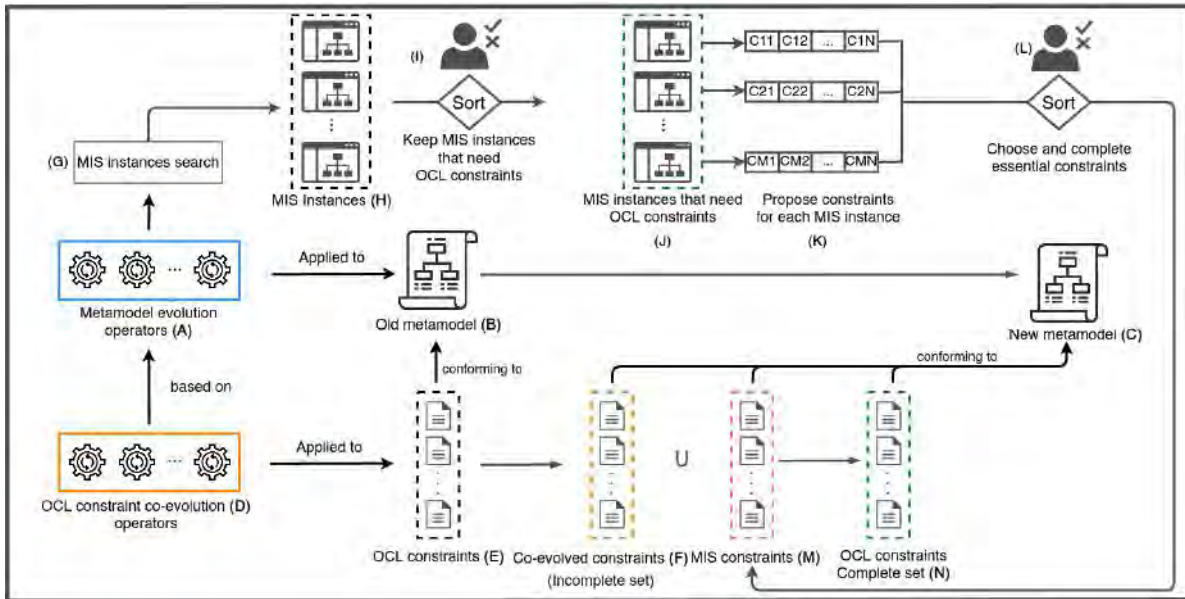 (G)
MIS instances search
MIS Instances (H)
(I)
Sort
Keep MIS instances
that need
OCL constraints
MIS instances that need
OCL constraints
(J)
C11 C12 ... C1N
C21 C22 ... C2N
CM1 CM2 ... CMN
Propose constraints
for each MIS instance
(K)
(L)
Sort
Choose and complete
essential constraints
Metamodel evolution
operators (A)
Applied to
Old metamodel (B)
New metamodel (C)
based on
conforming to
conforming to
OCL constraint co-evolution (D)
operators
Applied to
OCL constraints (E)
Co-evolved constraints (F)
(Incomplete set)
U
MIS constraints (M)
OCL constraints
Complete set (N)